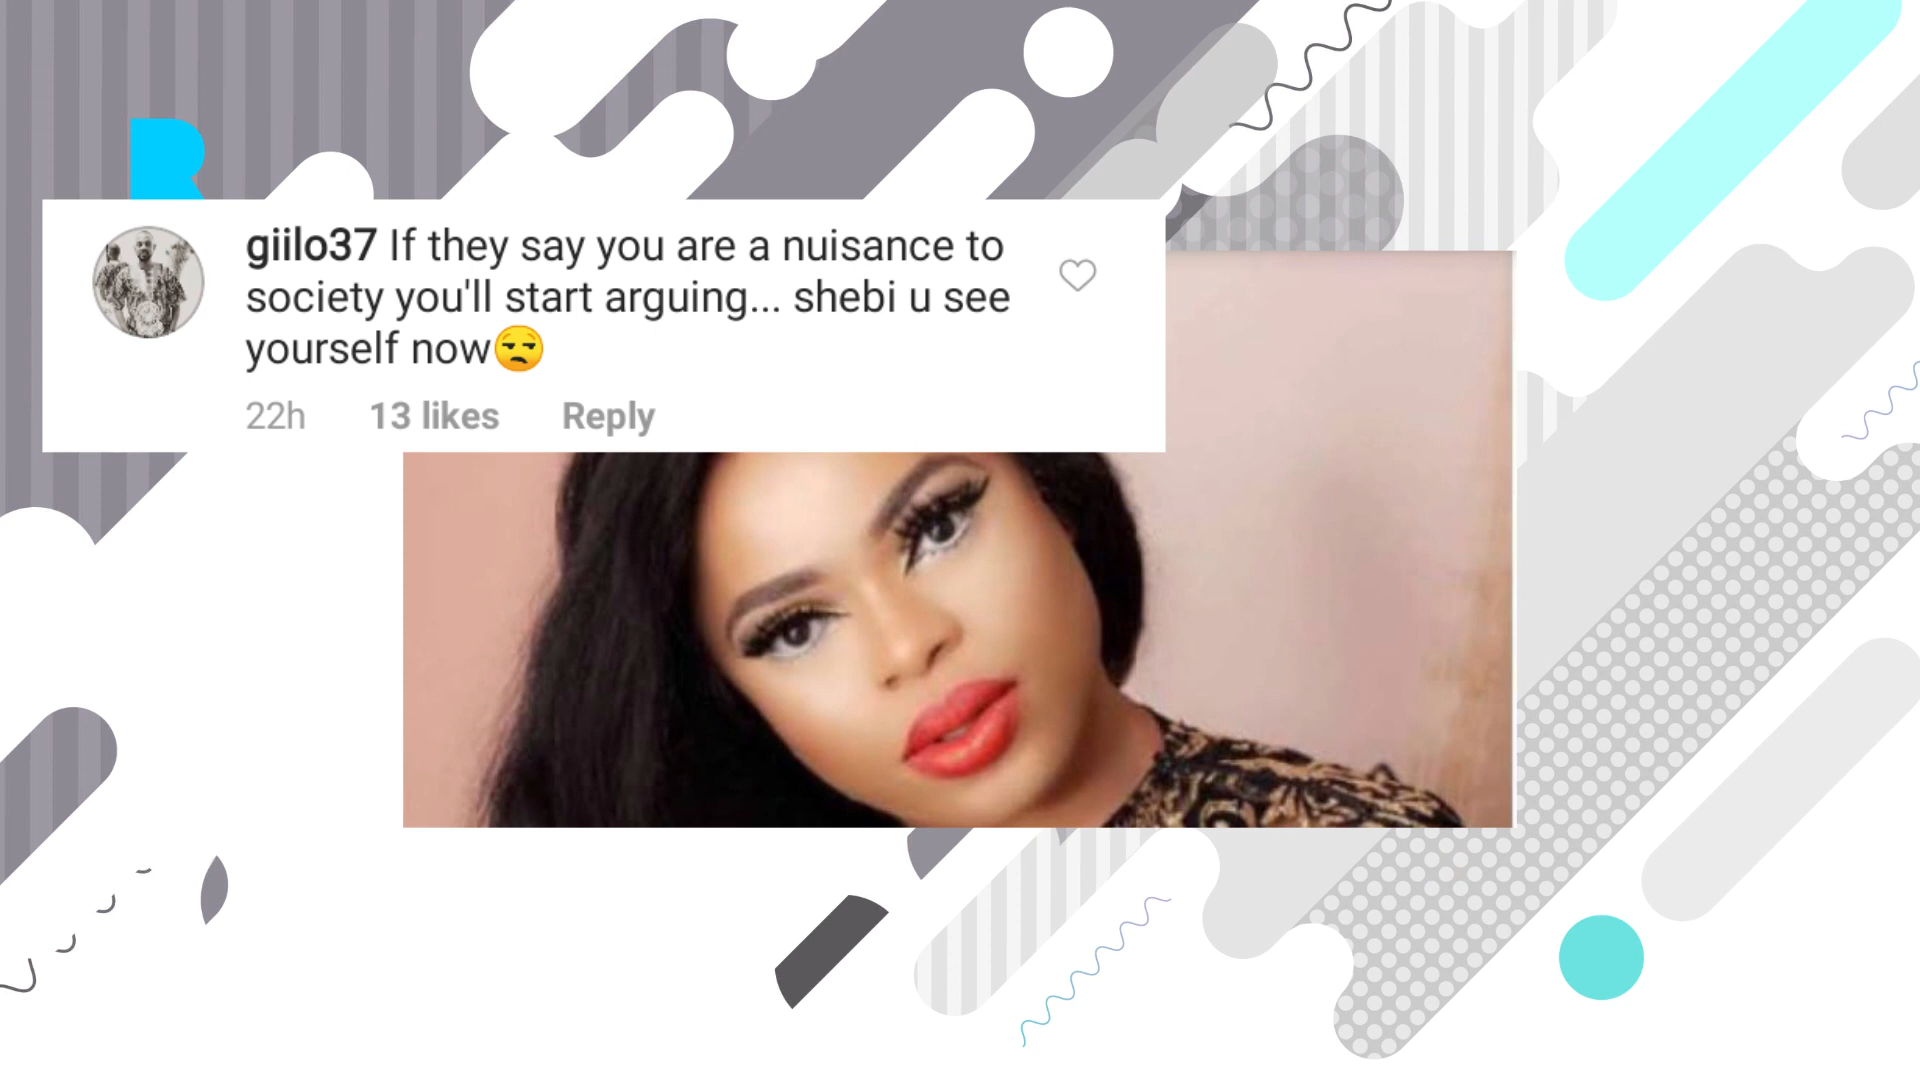 giilo37 If they say you are a nuisance to
society you'll start arguing... shebi u see
yourself now😒
22h 13 likes Reply